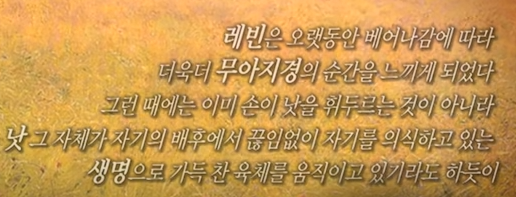 레빈은 오랫동안 베어나감에 따라
더욱더 무아지경의 순간을 느끼게 되었다
그런 때에는 이미 손이 낫을 휘두르는 것이 아니라
낫 그 자체가 자기의 배후에서 끊임없이 자기를 의식하고 있는
생명으로 가득 찬 육체를 움직이고 있기라도 하듯이